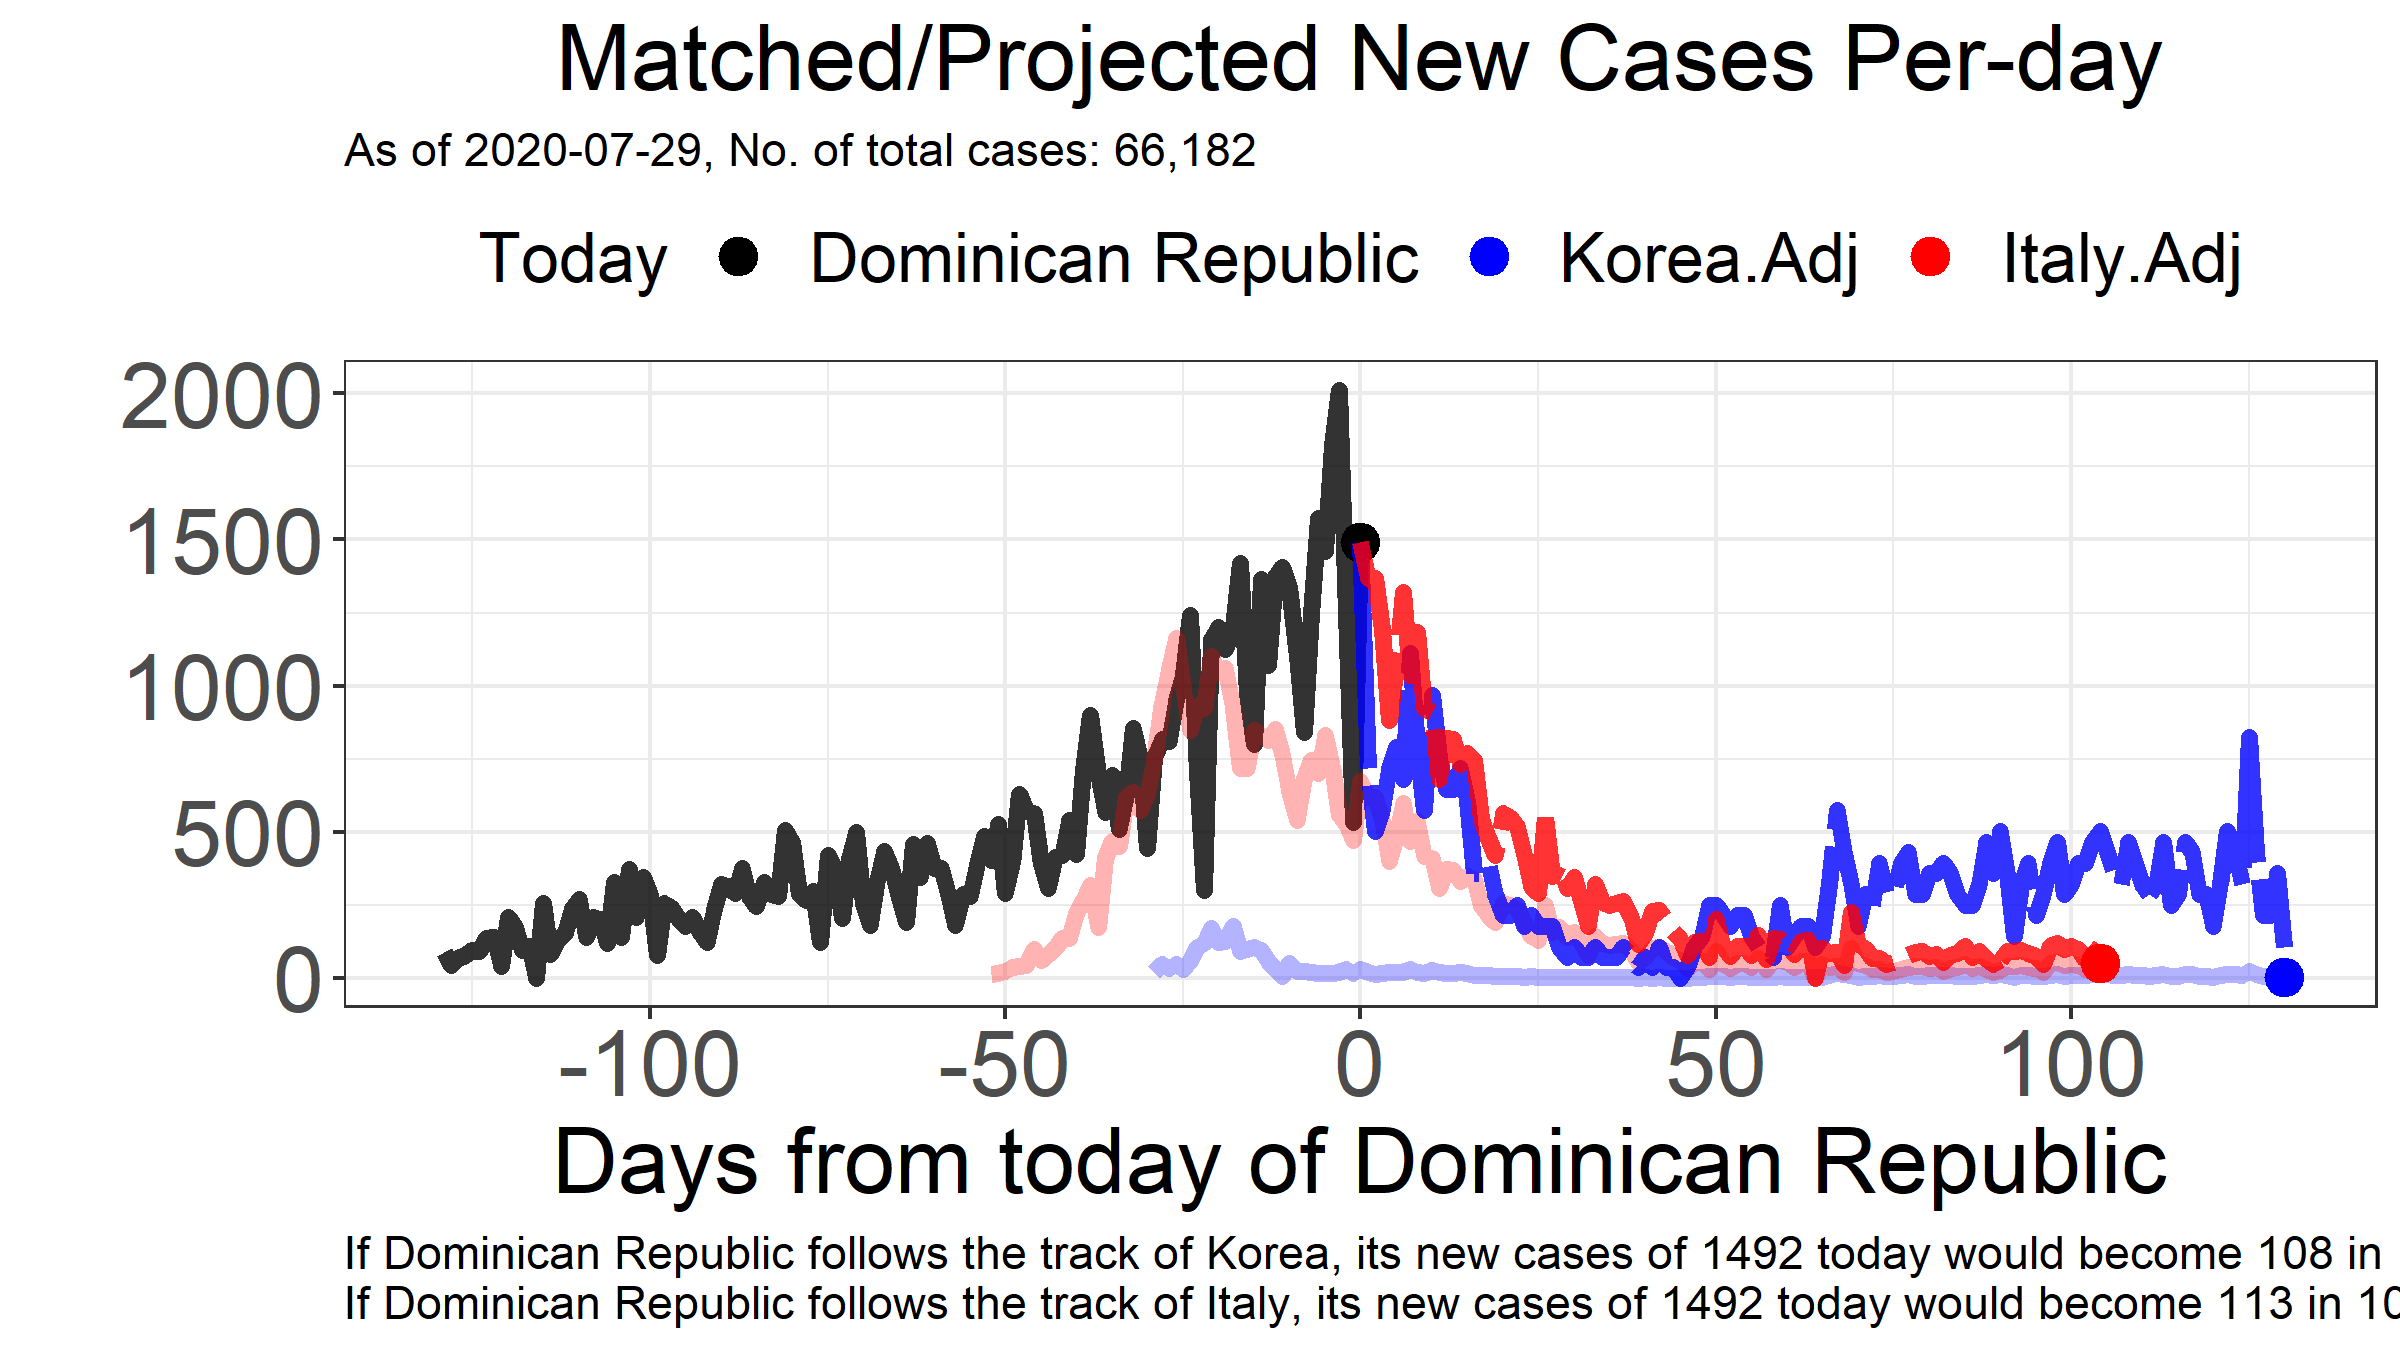 Matched/Projected New Cases Per-day
As of 2020-07-29, No. of total cases: 66,182
Today Dominican Republic Korea.Adj Italy.Adj
2000
1500
1000
500
0
-100 -50 0 50 100
Days from today of Dominican Republic
If Dominican Republic follows the track of Korea, its new cases of 1492 today would become 108 in
If Dominican Republic follows the track of Italy, its new cases of 1492 today would become 113 in